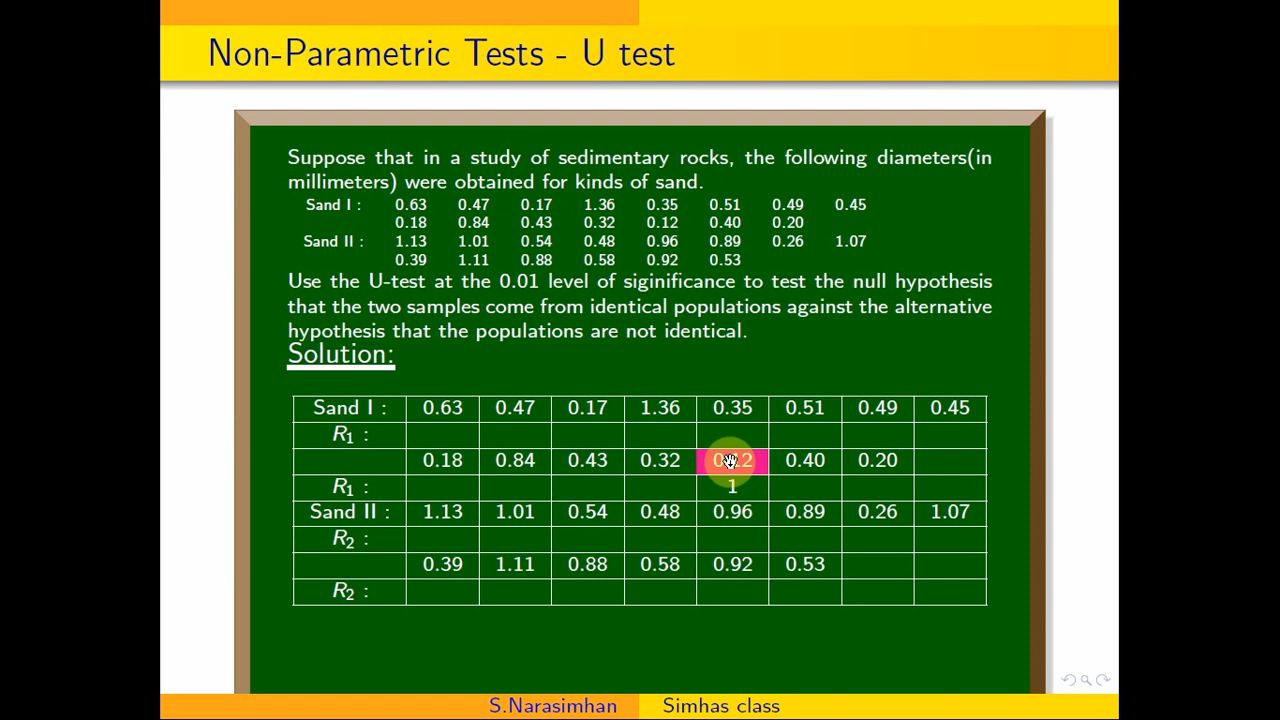 Non-Parametric Tests - U test
Suppose that in a study of sedimentary rocks, the following diameters(in
millimeters) were obtained for kinds of sand.
Sand I : 0.63 0.47 0.17 1.36 0.35 0.51 0.49 0.45
0.18 0.84 0.43 0.32 0.12 0.40 0.20
Sand II : 1.13 1.01 0.54 0.48 0.96 0.89 0.26 1.07
0.39 1.11 0.88 0.58 0.92 0.53
Use the U-test at the 0.01 level of siginificance to test the null hypothesis
that the two samples come from identical populations against the alternative
hypothesis that the populations are not identical.
Solution:
Sand I : 0.63 0.47 0.17 1.36 0.35 0.51 0.49 0.45
R₁ :
0.18 0.84 0.43 0.32 0.12 0.40 0.20
R₁ : 1
Sand II : 1.13 1.01 0.54 0.48 0.96 0.89 0.26 1.07
R₂ :
0.39 1.11 0.88 0.58 0.92 0.53
R₂ :
S.Narasimhan Simhas class